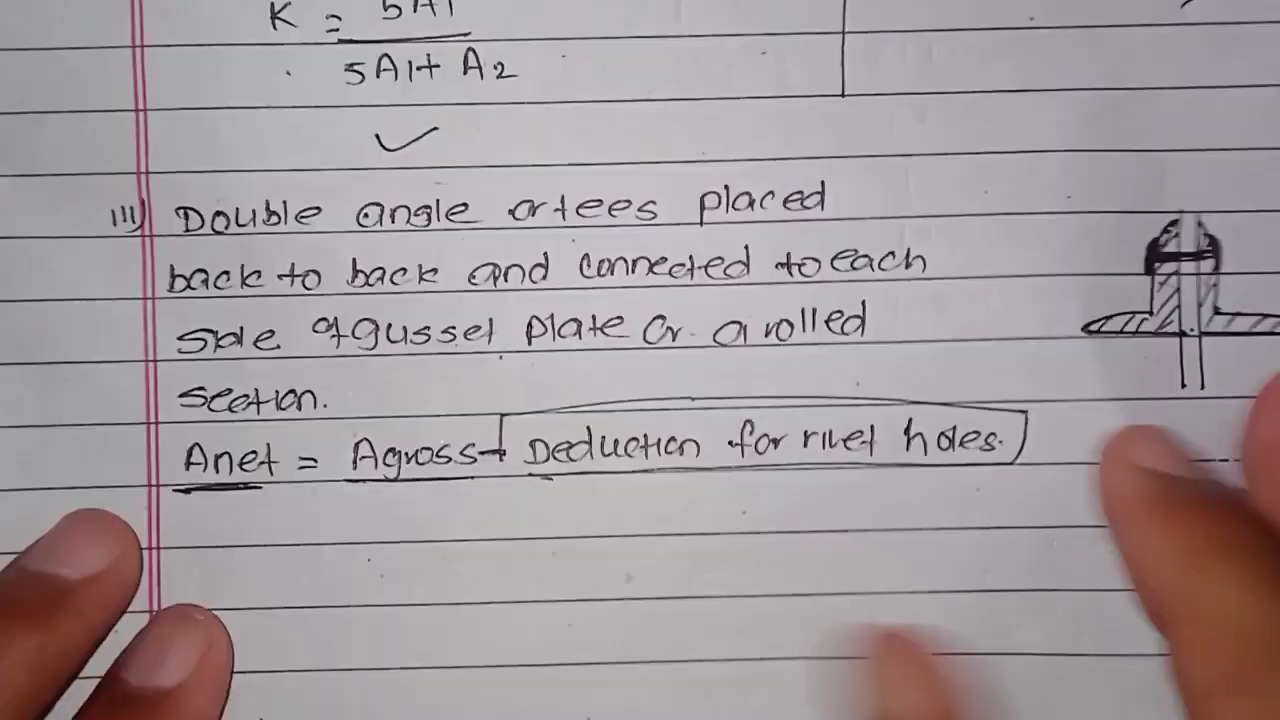 K = 5A1
5A1+ A2
III) Double angle or tees placed
back to back and connected to each
side of gusset plate or a rolled
section.
Anet = Agross - Deduction for rivet holes.